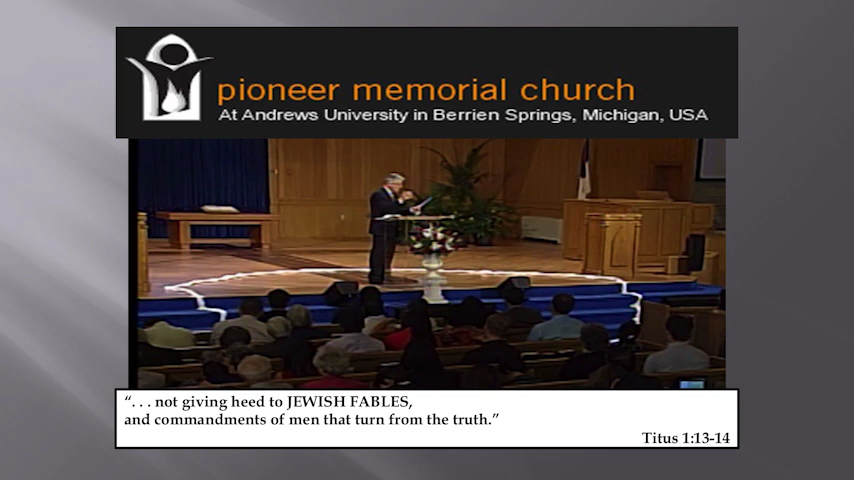 pioneer memorial church
At Andrews University in Berrien Springs, Michigan, USA
“. . . not giving heed to JEWISH FABLES,
and commandments of men that turn from the truth.”
Titus 1:13-14